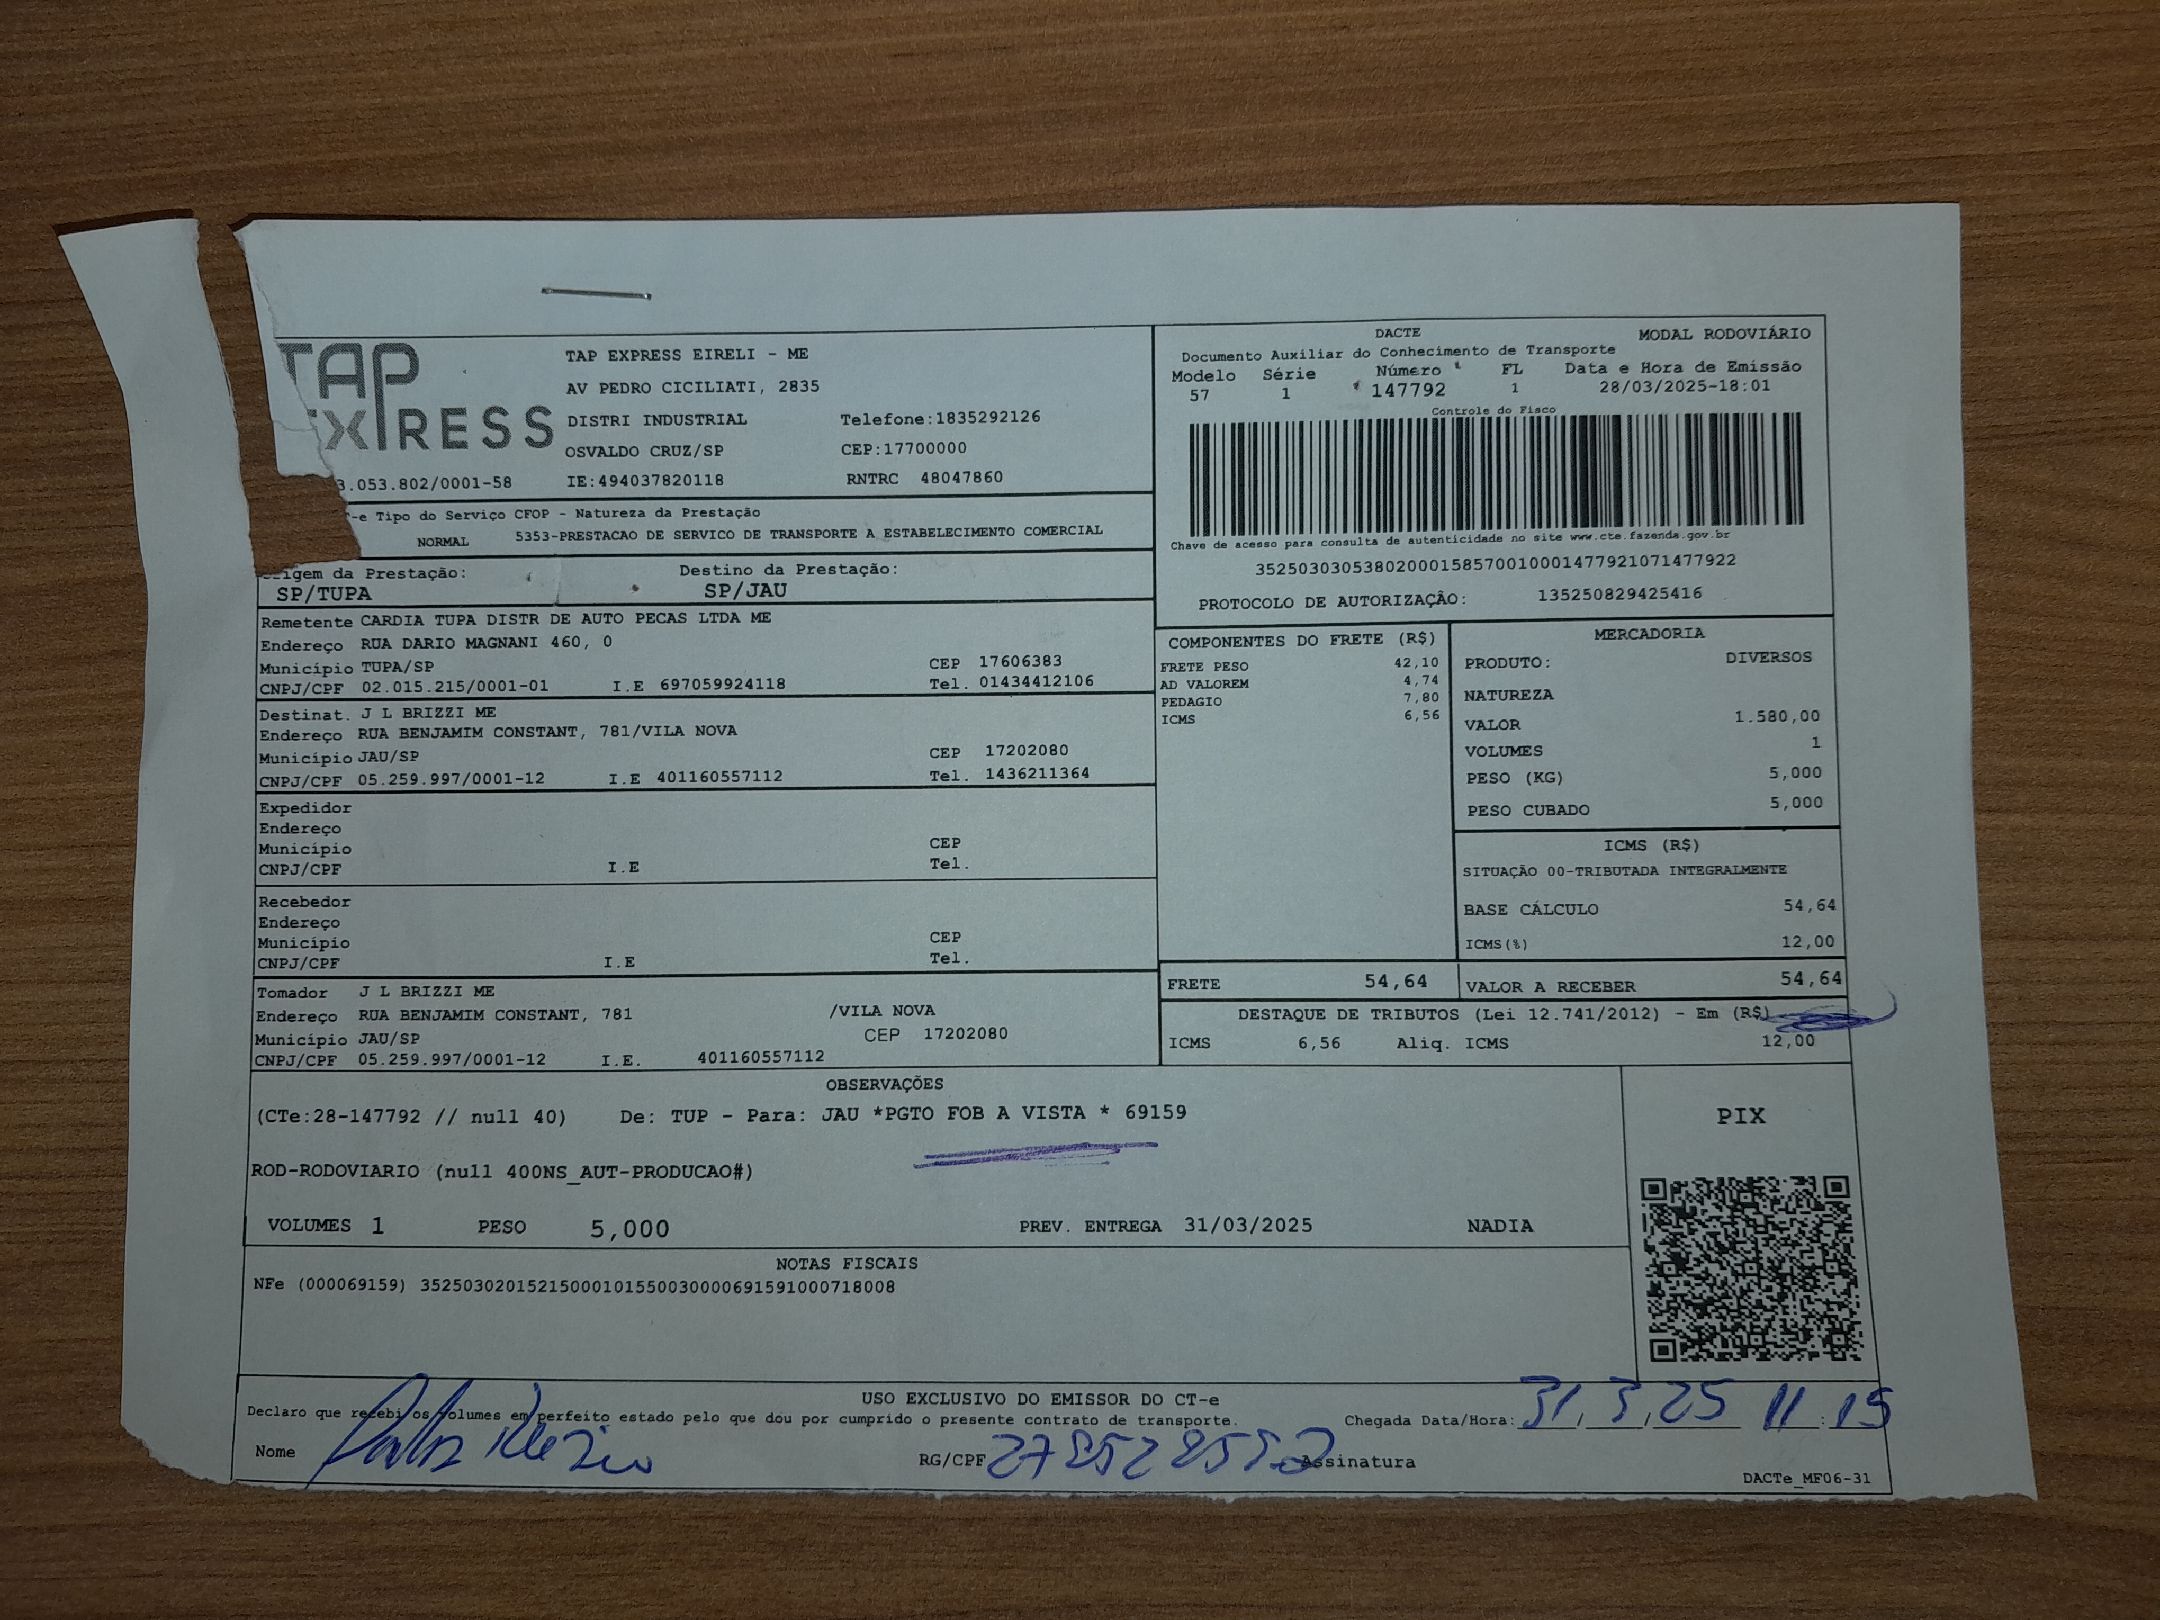 TAP
EXPRESS
TAP EXPRESS EIRELI - ME
AV PEDRO CICILIATI, 2835
DISTRI INDUSTRIAL Telefone:1835292126
OSVALDO CRUZ/SP CEP:17700000
3.053.802/0001-58 IE:494037820118 RNTRC 48047860
-e Tipo do Serviço CFOP - Natureza da Prestação
NORMAL 5353-PRESTACAO DE SERVICO DE TRANSPORTE A ESTABELECIMENTO COMERCIAL
igem da Prestação: Destino da Prestação:
SP/TUPA SP/JAU
DACTE MODAL RODOVIÁRIO
Documento Auxiliar do Conhecimento de Transporte
Modelo Série Número FL Data e Hora de Emissão
57 1 147792 1 28/03/2025-18:01
Controle do Fisco
Chave de acesso para consulta de autenticidade no site www.cte.fazenda.gov.br
35250303053802000158570010001477921071477922
PROTOCOLO DE AUTORIZAÇÂO: 135250829425416
Remetente CARDIA TUPA DISTR DE AUTO PECAS LTDA ME
Endereço RUA DARIO MAGNANI 460, 0
Município TUPA/SP CEP 17606383
CNPJ/CPF 02.015.215/0001-01 I.E 697059924118 Tel. 01434412106
Destinat. J L BRIZZI ME
Endereço RUA BENJAMIM CONSTANT, 781/VILA NOVA
Município JAU/SP CEP 17202080
CNPJ/CPF 05.259.997/0001-12 I.E 401160557112 Tel. 1436211364
Expedidor
Endereço
Município CEP
CNPJ/CPF I.E Tel.
Recebedor
Endereço
Município CEP
CNPJ/CPF I.E Tel.
Tomador J L BRIZZI ME
Endereço RUA BENJAMIM CONSTANT, 781 /VILA NOVA
Município JAU/SP CEP 17202080
CNPJ/CPF 05.259.997/0001-12 I.E. 401160557112
COMPONENTES DO FRETE (R$)
FRETE PESO 42,10
AD VALOREM 4,74
PEDAGIO 7,80
ICMS 6,56
MERCADORIA
PRODUTO: DIVERSOS
NATUREZA
VALOR 1.580,00
VOLUMES 1
PESO (KG) 5,000
PESO CUBADO 5,000
ICMS (R$)
SITUAÇÃO 00-TRIBUTADA INTEGRALMENTE
BASE CÁLCULO 54,64
ICMS(%) 12,00
FRETE 54,64 VALOR A RECEBER 54,64
DESTAQUE DE TRIBUTOS (Lei 12.741/2012) - Em (R$)
ICMS 6,56 Aliq. ICMS 12,00
OBSERVAÇÕES
(CTe:28-147792 // null 40) De: TUP - Para: JAU *PGTO FOB A VISTA * 69159
ROD-RODOVIARIO (null 400NS_AUT-PRODUCAO#)
VOLUMES 1 PESO 5,000 PREV. ENTREGA 31/03/2025 NADIA
PIX
NOTAS FISCAIS
NFe (000069159) 35250302015215000101550030000691591000718008
USO EXCLUSIVO DO EMISSOR DO CT-e
Declaro que recebi os volumes em perfeito estado pelo que dou por cumprido o presente contrato de transporte. Chegada Data/Hora: 31/3/25 11:15
Nome RG/CPF Assinatura
DACTe_MF06-31